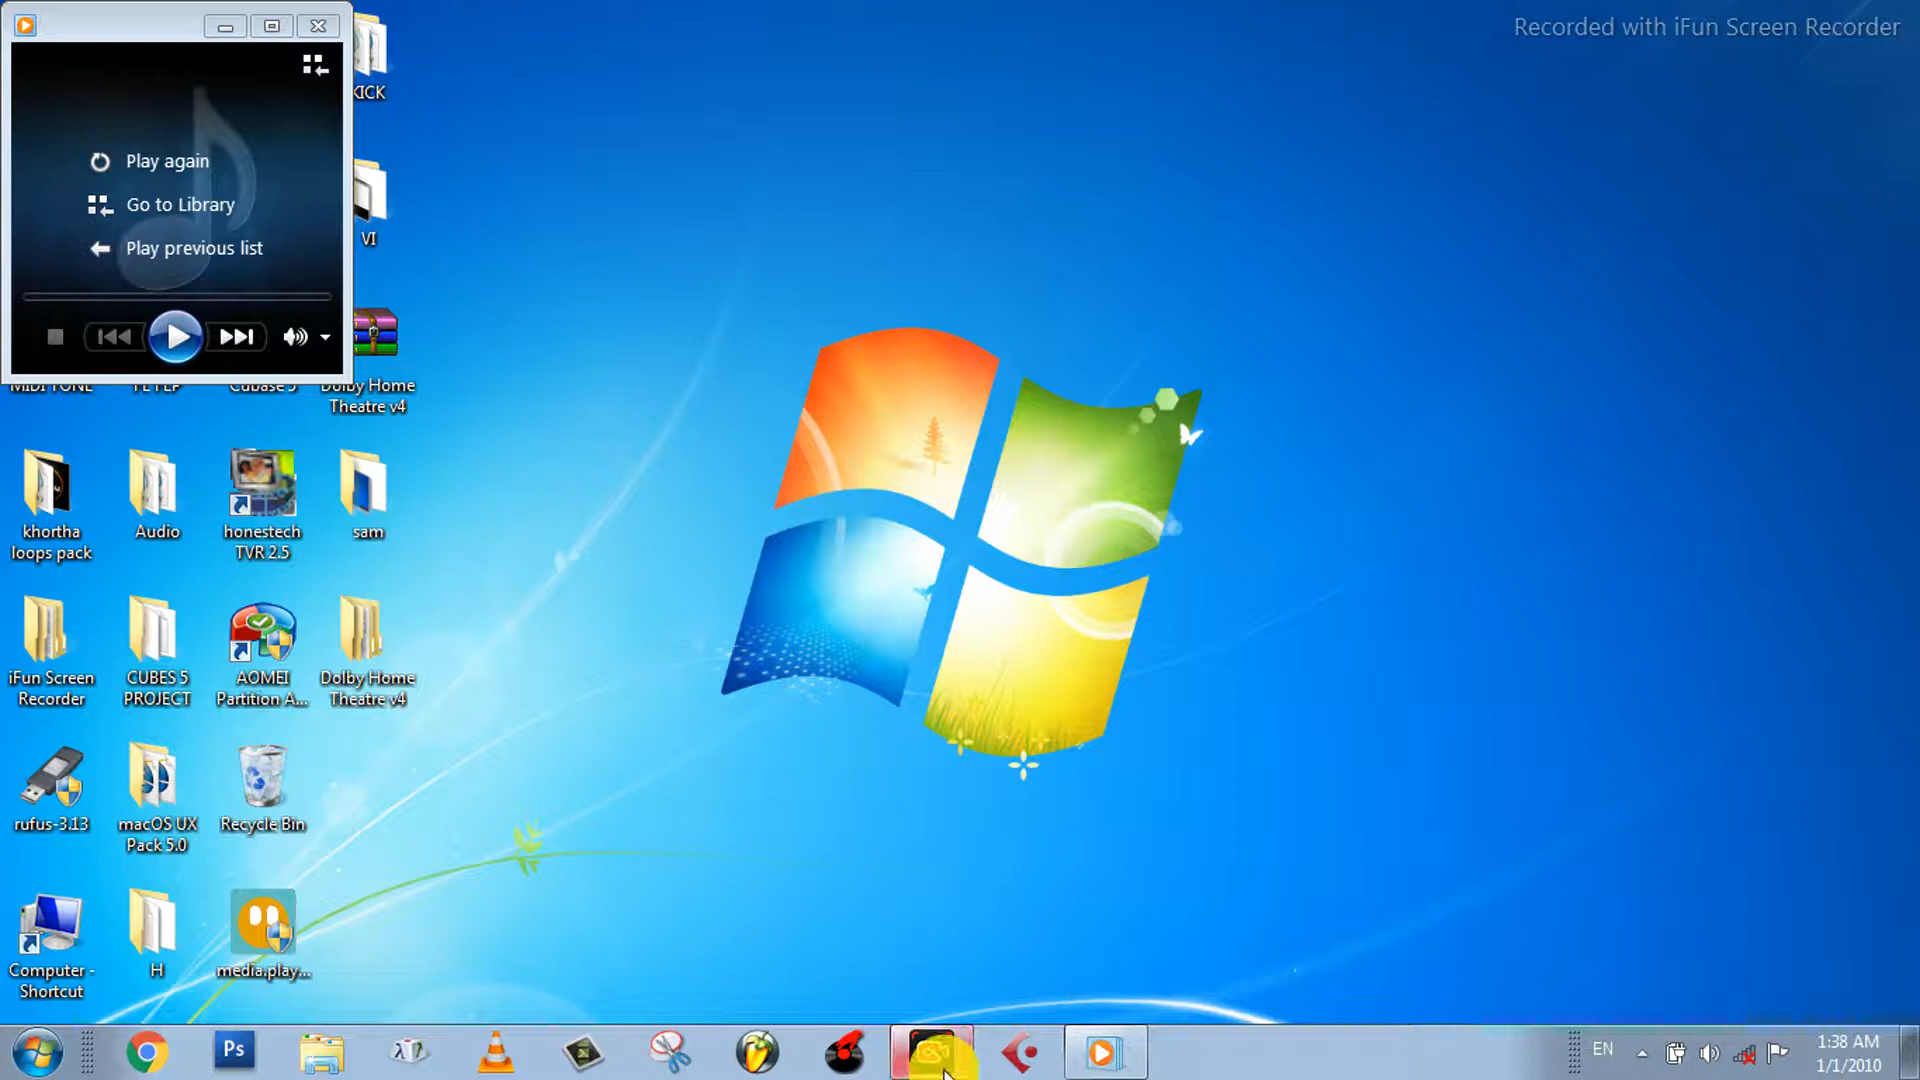 Recorded with iFun Screen Recorder
Play again
Go to Library
Play previous list
KICK
VI
MIDI TONE
Cubase 5
Dolby Home
Theatre v4
khortha
loops pack
Audio
honestech
TVR 2.5
sam
iFun Screen
Recorder
CUBES 5
PROJECT
AOMEI
Partition A...
Dolby Home
Theatre v4
rufus-3.13
macOS UX
Pack 5.0
Recycle Bin
Computer -
Shortcut
H
media.play...
Ps
EN
1:38 AM
1/1/2010